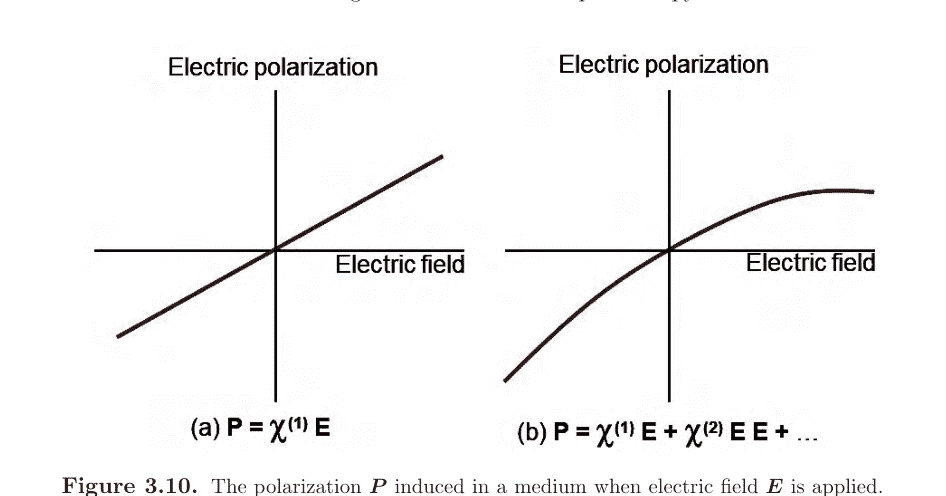 Electric polarization
Electric field
(a) P = χ(1) E
Electric polarization
Electric field
(b) P = χ(1) E + χ(2) E E + ...
Figure 3.10. The polarization P induced in a medium when electric field E is applied.